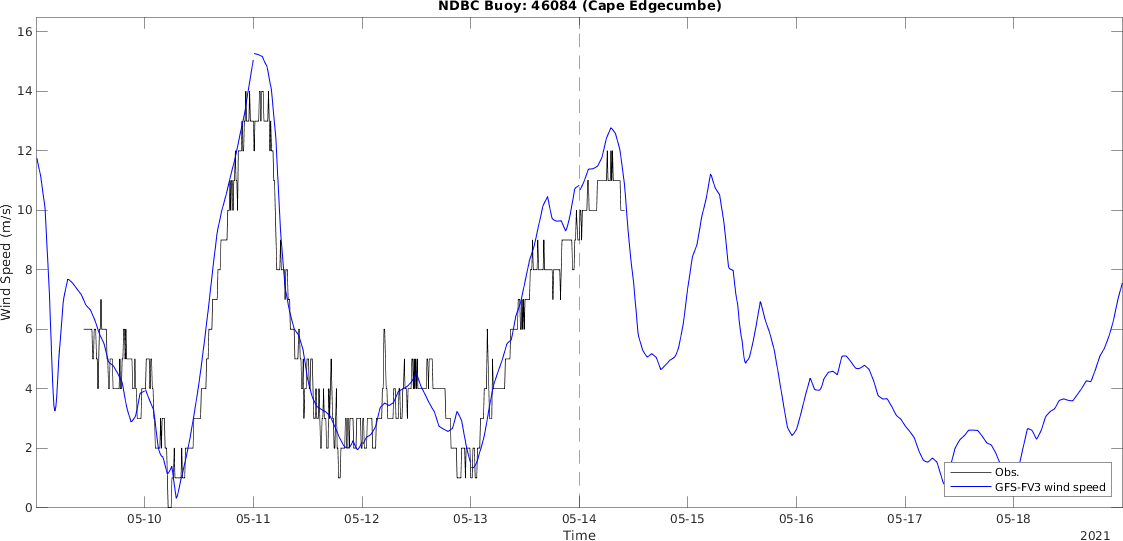 NDBC Buoy: 46084 (Cape Edgecumbe)
16
14
12
10
8
6
4
2
0
Wind Speed (m/s)
05-10 05-11 05-12 05-13 05-14 05-15 05-16 05-17 05-18
Time
2021
Obs.
GFS-FV3 wind speed